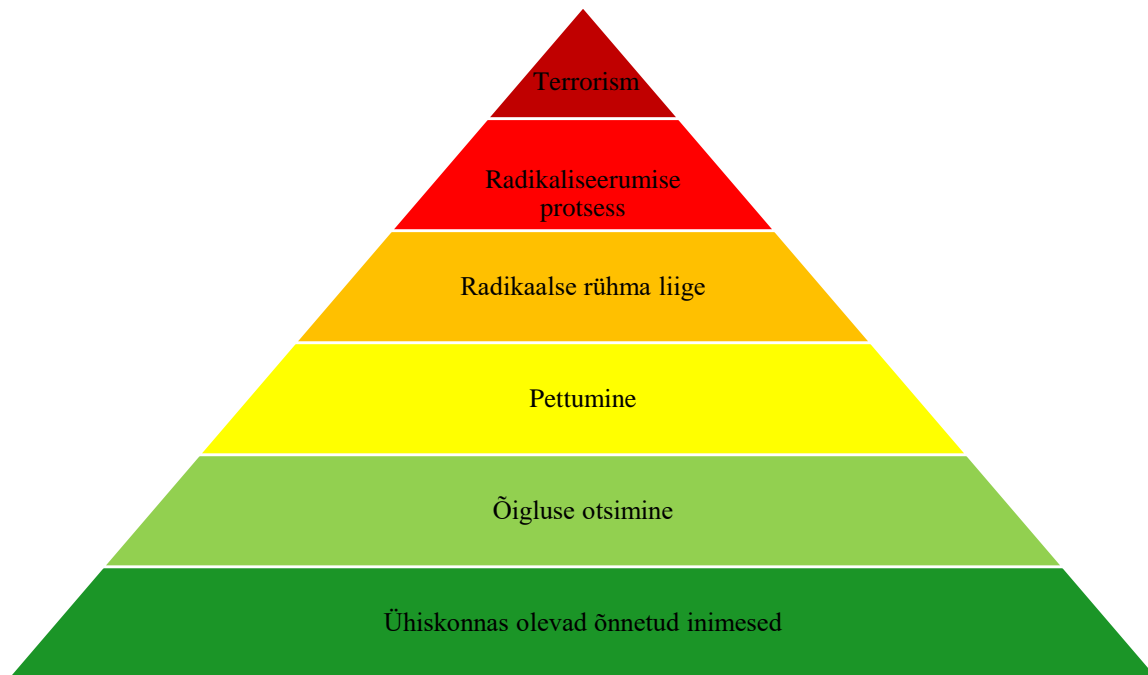 Terrorism
Radikaliseerumise
protsess
Radikaalse rühma liige
Pettumine
Õigluse otsimine
Ühiskonnas olevad õnnetud inimesed